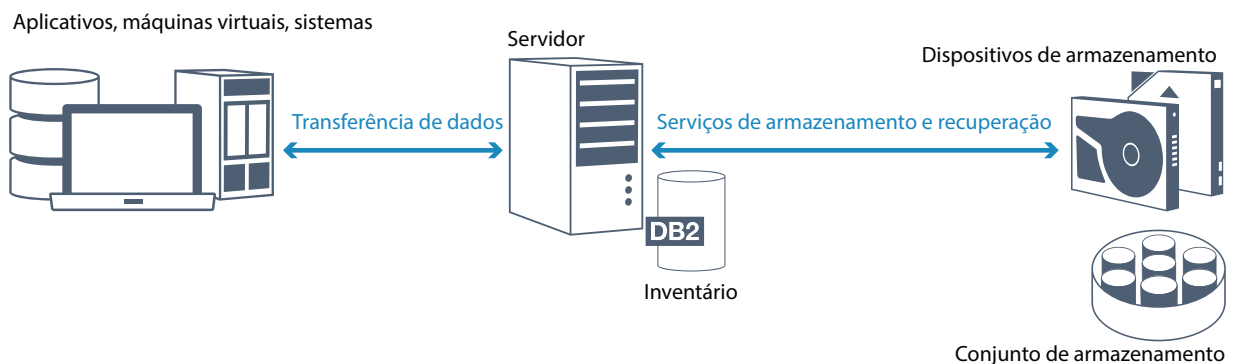 Aplicativos, máquinas virtuais, sistemas
Servidor
Dispositivos de armazenamento
Transferência de dados
Serviços de armazenamento e recuperação
DB2
Inventário
Conjunto de armazenamento